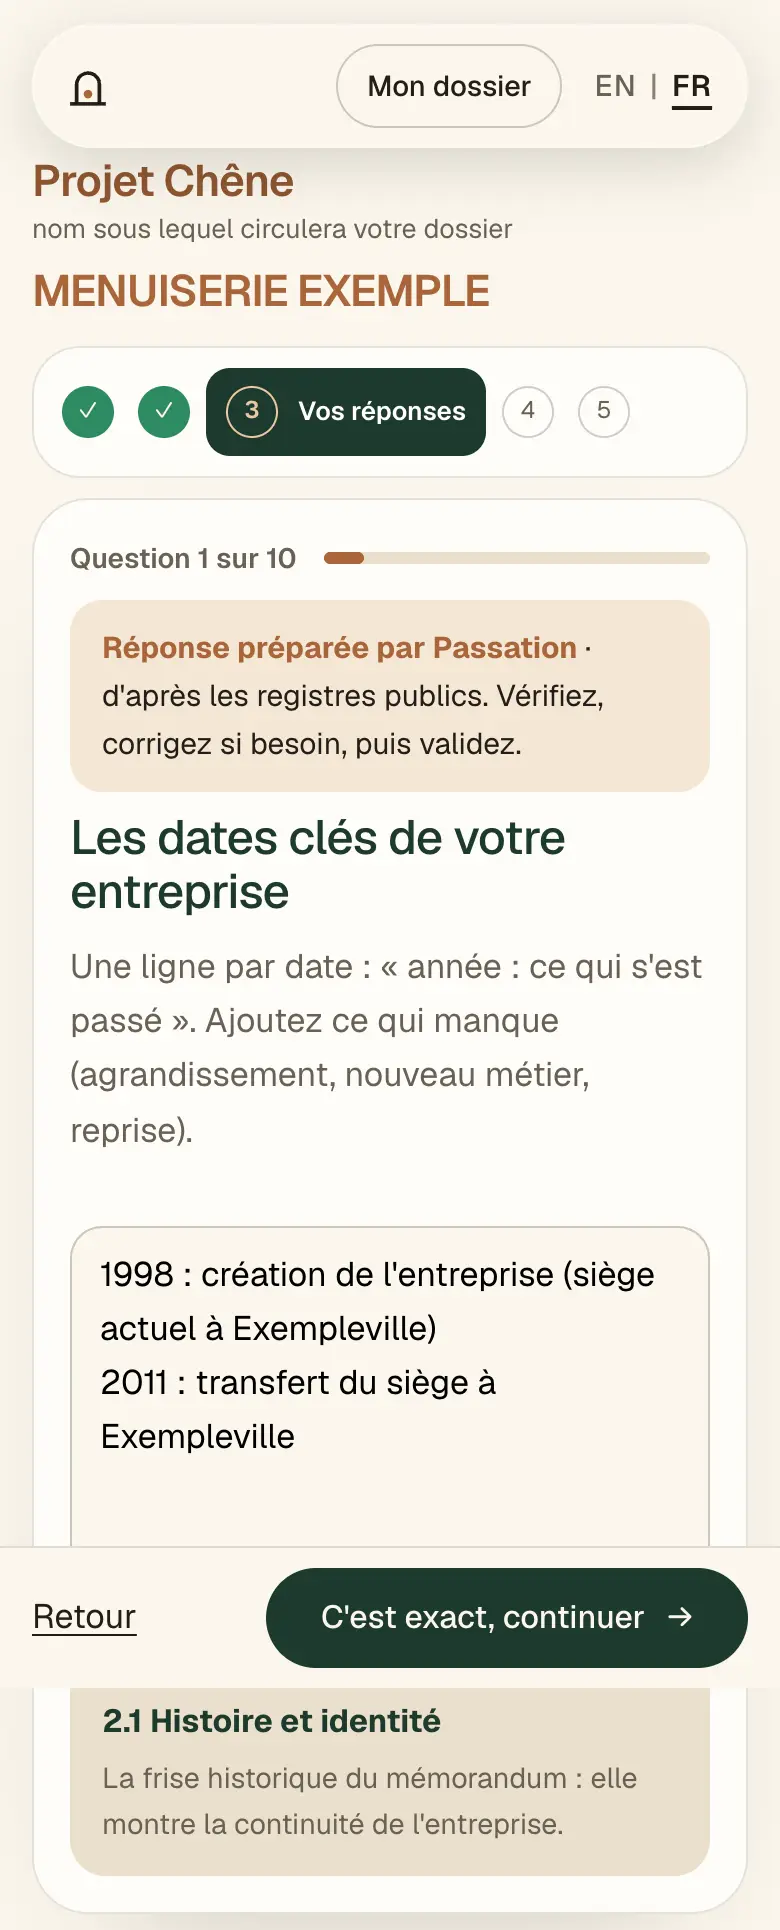 Mon dossier
EN | FR
Projet Chêne
nom sous lequel circulera votre dossier
MENUISERIE EXEMPLE
✓ ✓ 3 Vos réponses 4 5
Question 1 sur 10
Réponse préparée par Passation ·
d'après les registres publics. Vérifiez,
corrigez si besoin, puis validez.
Les dates clés de votre
entreprise
Une ligne par date : « année : ce qui s'est
passé ». Ajoutez ce qui manque
(agrandissement, nouveau métier,
reprise).
1998 : création de l'entreprise (siège
actuel à Exempleville)
2011 : transfert du siège à
Exempleville
Retour
C'est exact, continuer →
2.1 Histoire et identité
La frise historique du mémorandum : elle
montre la continuité de l'entreprise.